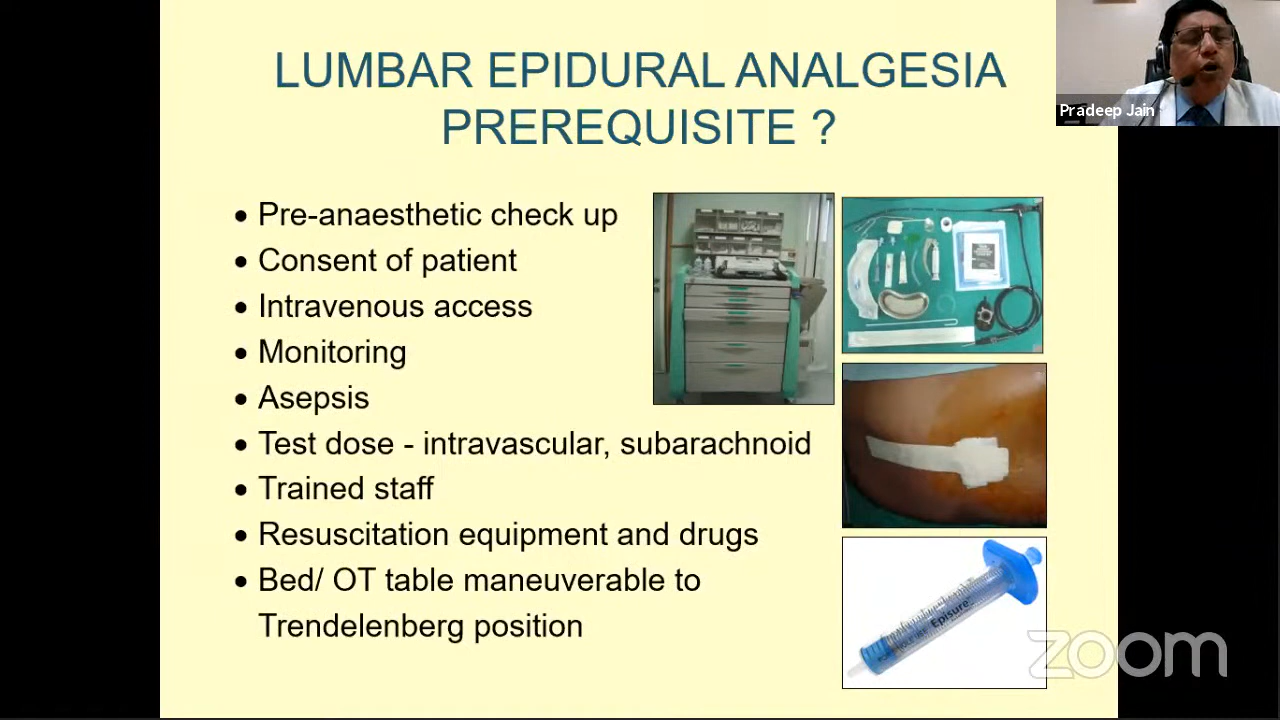 LUMBAR EPIDURAL ANALGESIA
PREREQUISITE ?
Pradeep Jain
• Pre-anaesthetic check up
• Consent of patient
• Intravenous access
• Monitoring
• Asepsis
• Test dose - intravascular, subarachnoid
• Trained staff
• Resuscitation equipment and drugs
• Bed/ OT table maneuverable to
Trendelenberg position
Episure
zoom